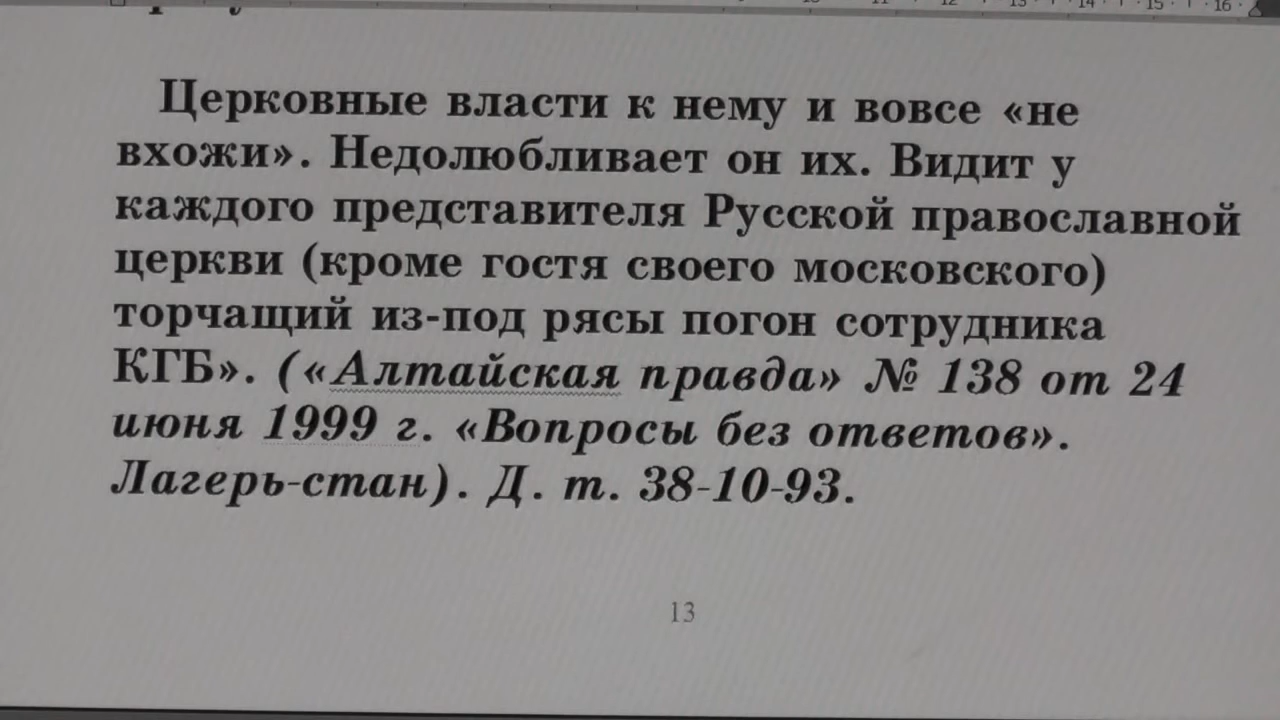 Церковные власти к нему и вовсе «не
вхожи». Недолюбливает он их. Видит у
каждого представителя Русской православной
церкви (кроме гостя своего московского)
торчащий из-под рясы погон сотрудника
КГБ». («Алтайская правда» № 138 от 24
июня 1999 г. «Вопросы без ответов».
Лагерь-стан). Д. т. 38-10-93.
13